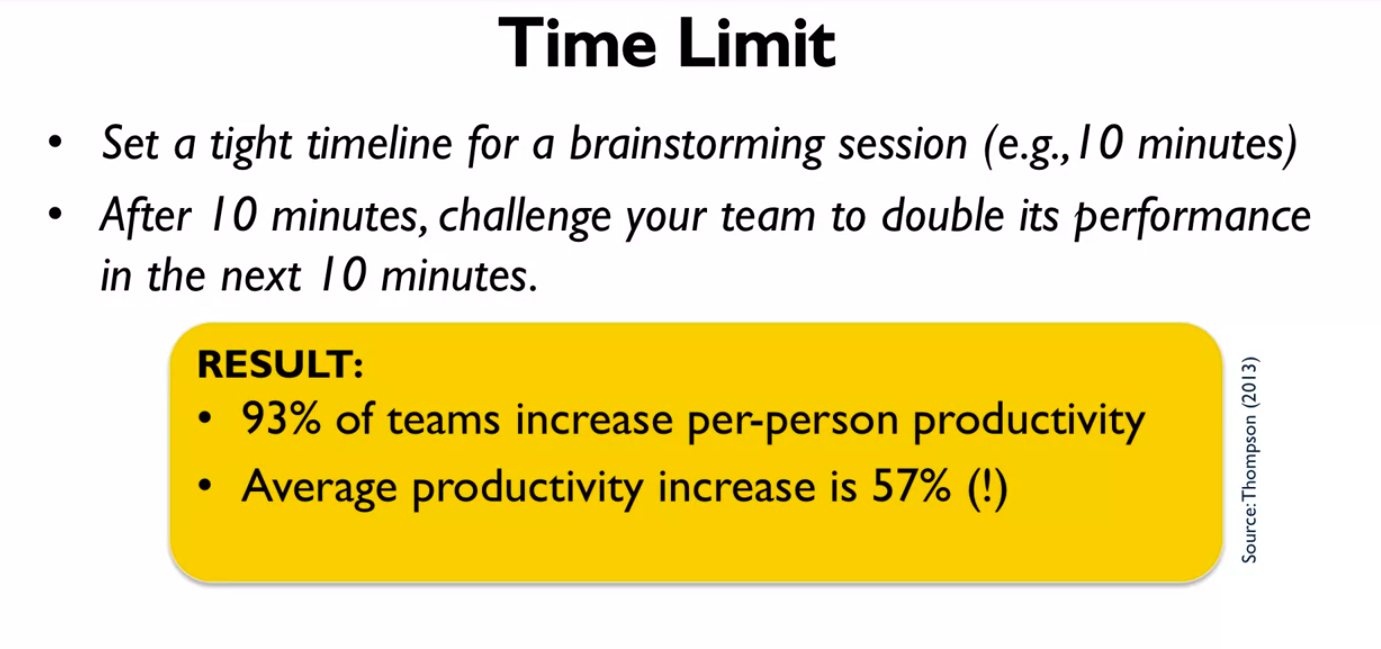 Time Limit
• Set a tight timeline for a brainstorming session (e.g., 10 minutes)
• After 10 minutes, challenge your team to double its performance
in the next 10 minutes.
RESULT:
• 93% of teams increase per-person productivity
• Average productivity increase is 57% (!)
Source: Thompson (2013)